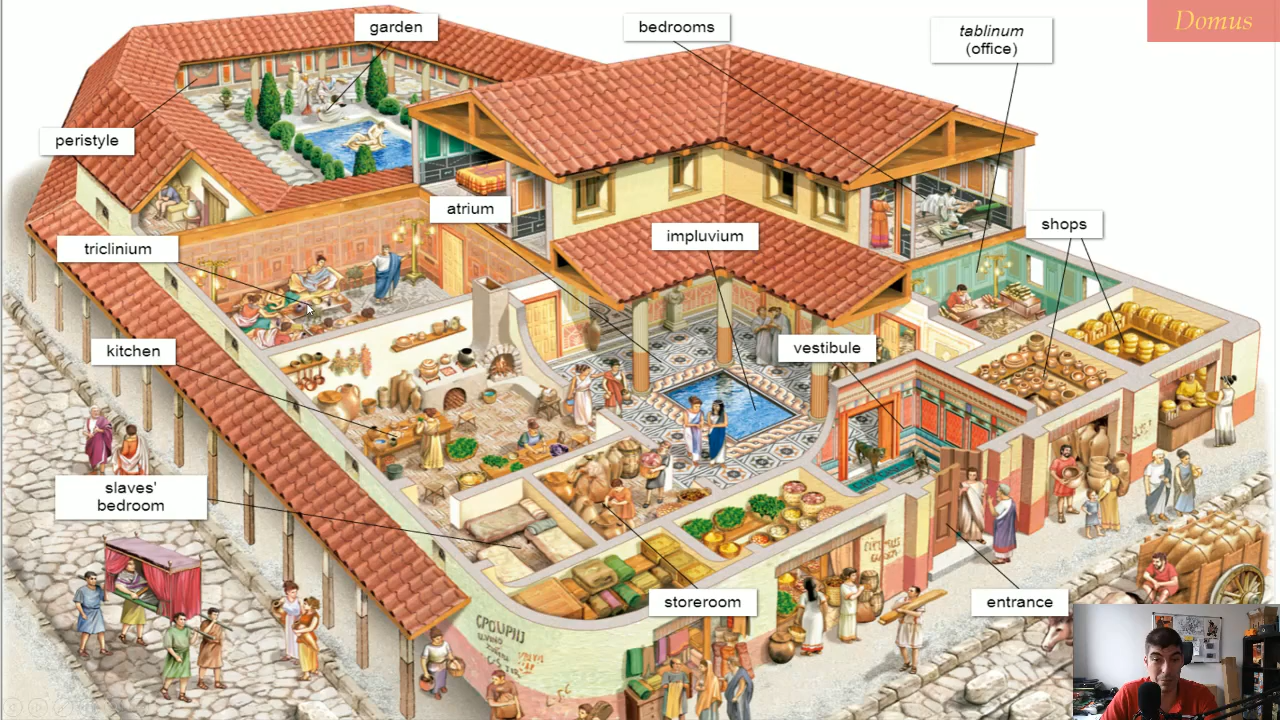 Domus
garden
bedrooms
tablinum
(office)
peristyle
atrium
shops
impluvium
triclinium
vestibule
kitchen
slaves'
bedroom
storeroom
entrance